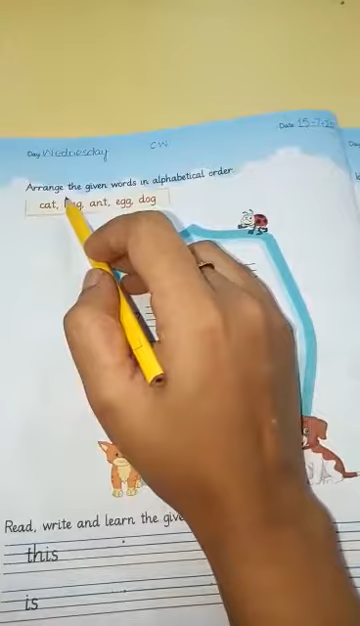 Day Wednesday
CW
Date 15-7-20
Arrange the given words in alphabetical order.
cat, ant, egg, dog
Read, write and learn the
this
is